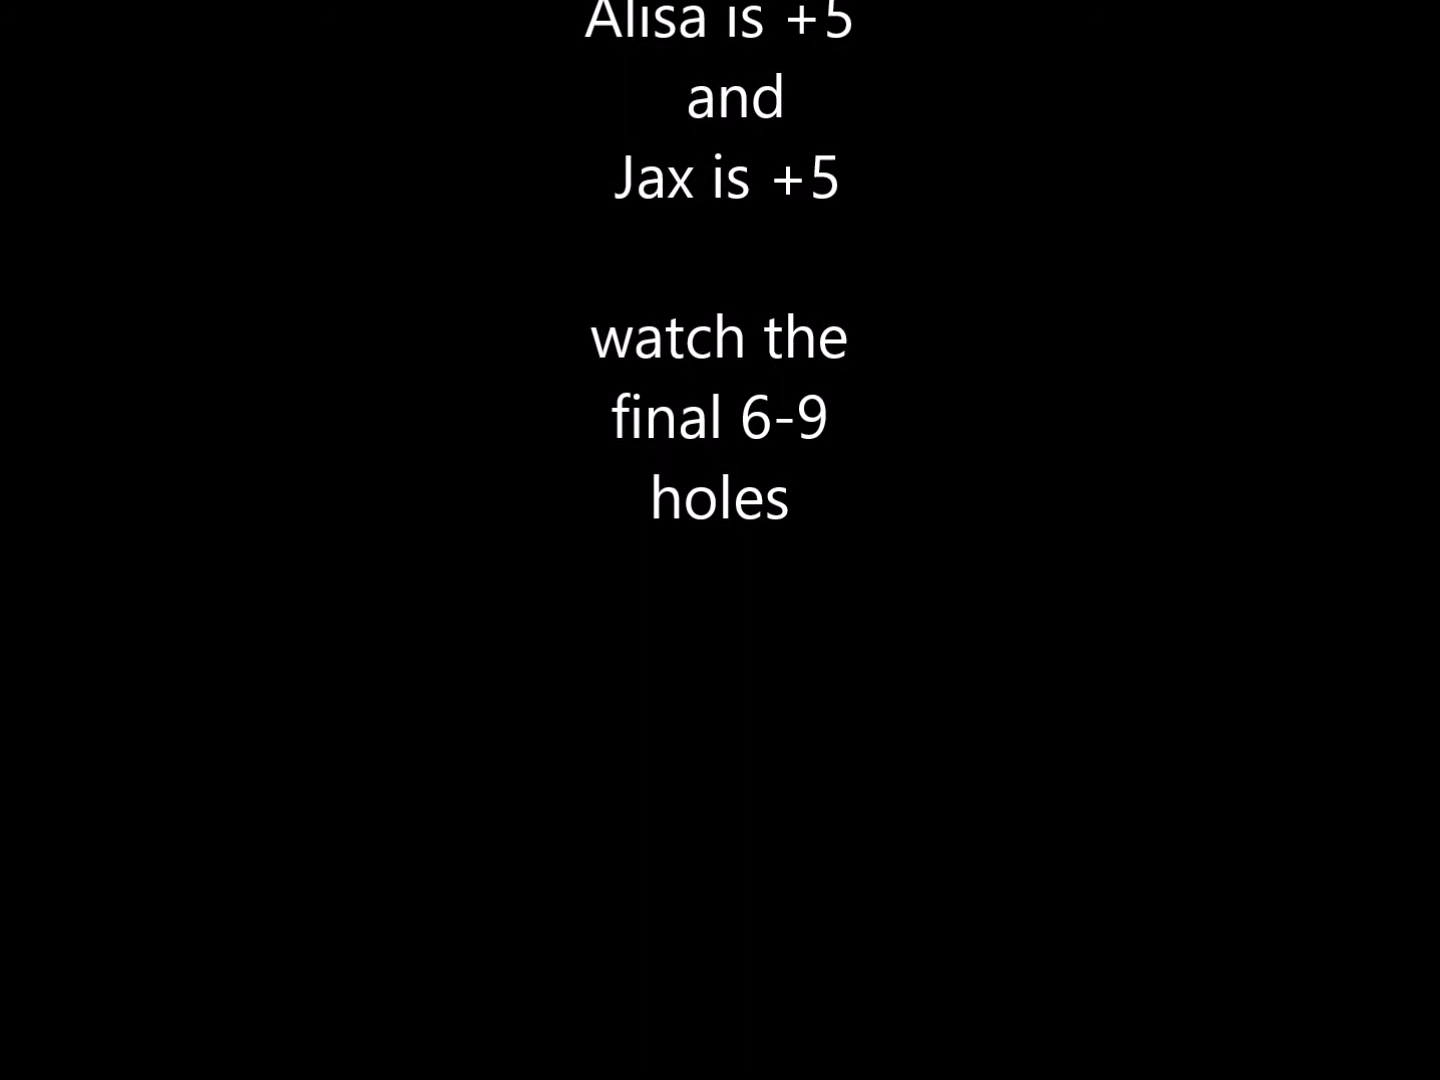 Alisa is +5
and
Jax is +5
watch the
final 6-9
holes